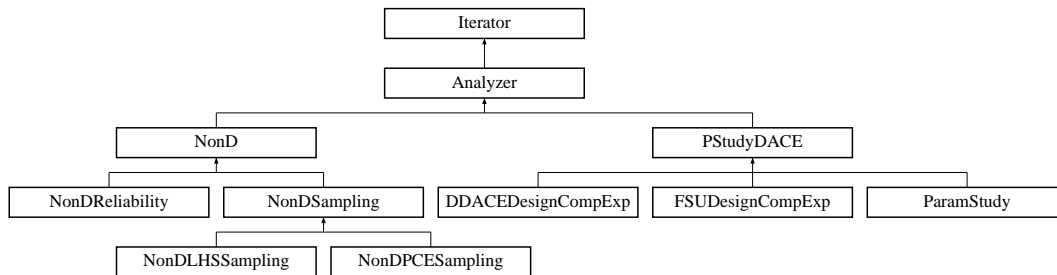 Iterator
Analyzer
NonD
PStudyDACE
NonDReliability
NonDSampling
DDACEDesignCompExp
FSUDesignCompExp
ParamStudy
NonDLHSSampling
NonDPCESampling